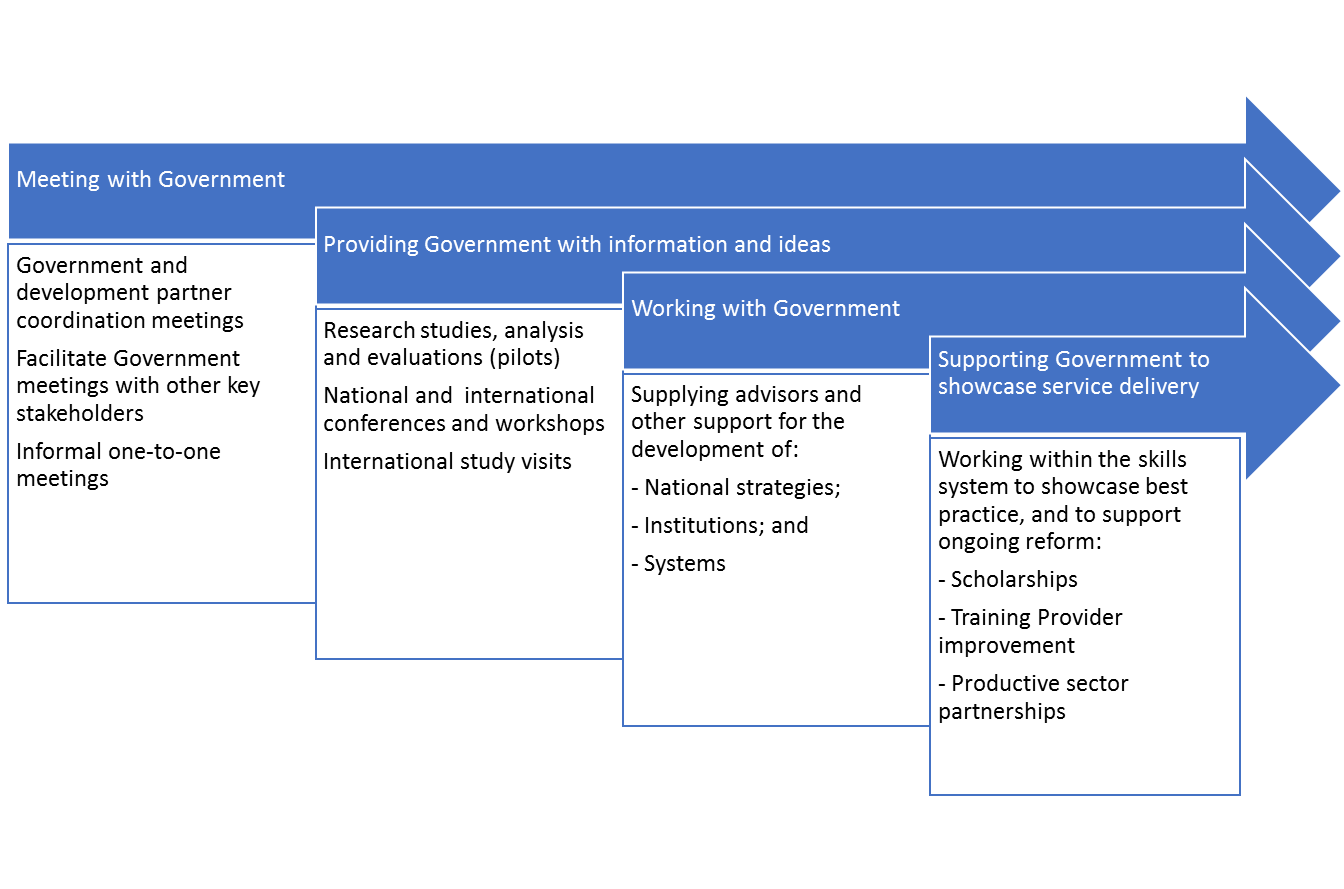 Meeting with Government
Government and
development partner
coordination meetings
Facilitate Government
meetings with other key
stakeholders
Informal one-to-one
meetings
Providing Government with information and ideas
Research studies, analysis
and evaluations (pilots)
National and  international
conferences and workshops
International study visits
Working with Government
Supplying advisors and
other support for the
development of:
- National strategies;
- Institutions; and
- Systems
Supporting Government to
showcase service delivery
Working within the skills
system to showcase best
practice, and to support
ongoing reform:
- Scholarships
- Training Provider
improvement
- Productive sector
partnerships